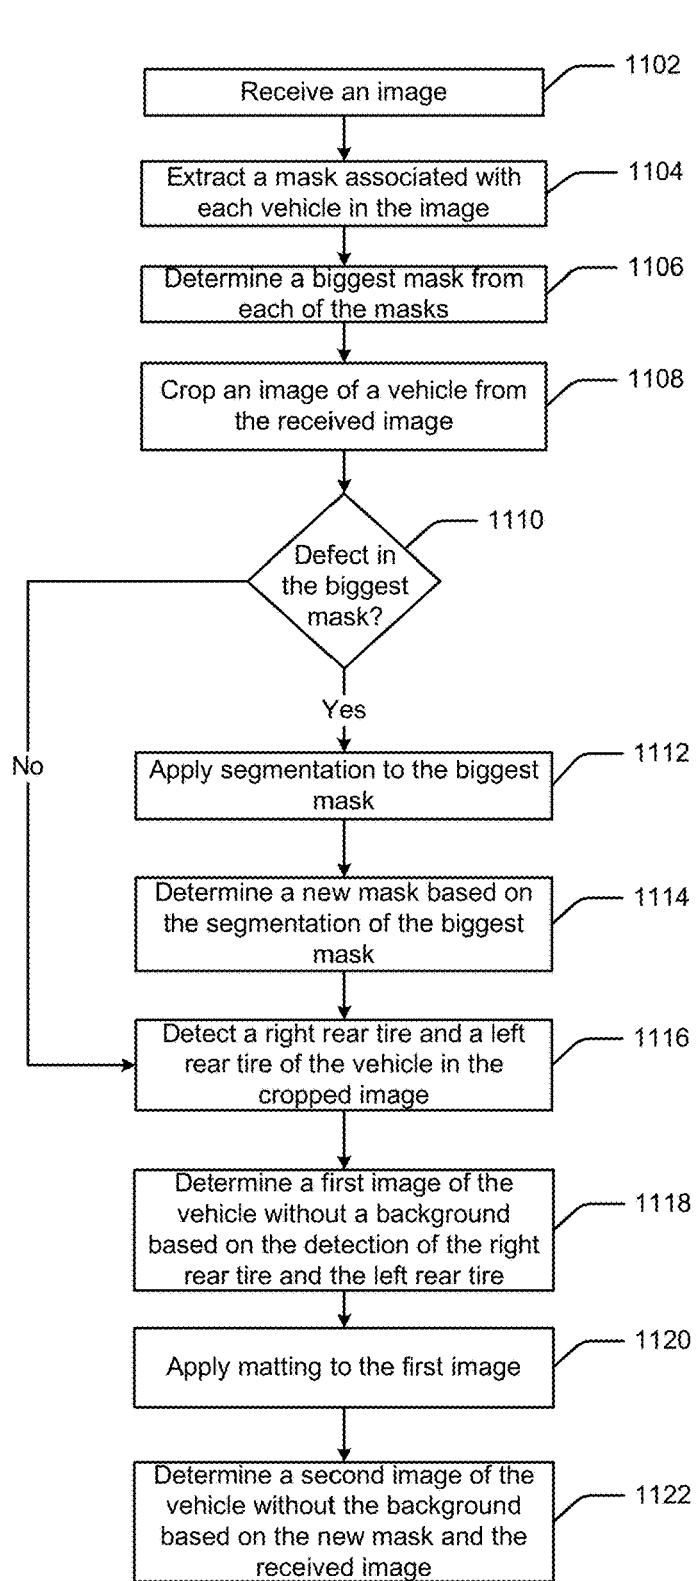 Receive an image
1102
Extract a mask associated with
each vehicle in the image
1104
Determine a biggest mask from
each of the masks
1106
Crop an image of a vehicle from
the received image
1108
Defect in
the biggest
mask?
1110
Yes
No
Apply segmentation to the biggest
mask
1112
Determine a new mask based on
the segmentation of the biggest
mask
1114
Detect a right rear tire and a left
rear tire of the vehicle in the
cropped image
1116
Determine a first image of the
vehicle without a background
based on the detection of the right
rear tire and the left rear tire
1118
Apply matting to the first image
1120
Determine a second image of the
vehicle without the background
based on the new mask and the
received image
1122